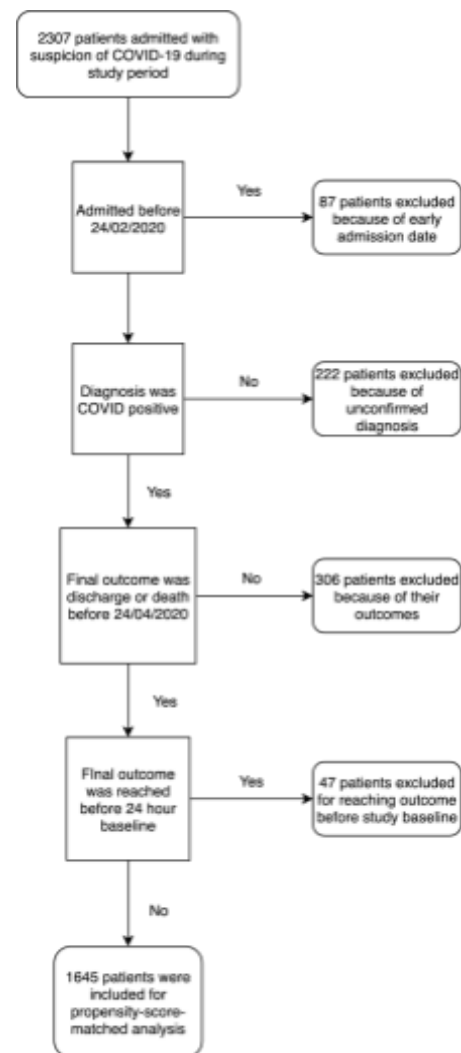 2307 patients admitted with
suspicion of COVID-19 during
study period
Yes
Admitted before
24/02/2020
87 patients excluded
because of early
admission date
No
Diagnosis was
COVID positive
222 patients excluded
because of
unconfirmed
diagnosis
Yes
No
Final outcome was
discharge or death
before 24/04/2020
306 patients excluded
because of their
outcomes
Yes
FInal outcome
was reached
before 24 hour
baseline
Yes
47 patients excluded
for reaching outcome
before study baseline
No
1645 patients were
included for
propensity-score-
matched analysis